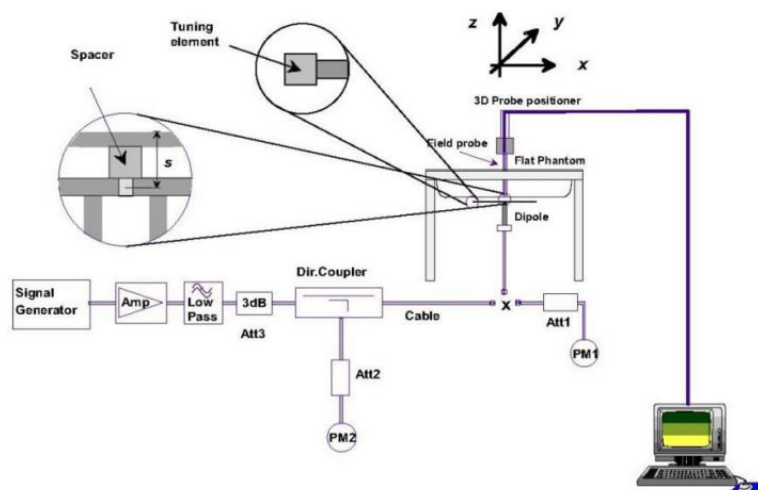 Tuning
element
z
y
x
Spacer
3D Probe positioner
s
Field probe
Flat Phantom
Dipole
Dir.Coupler
Signal
Generator
Amp
Low
Pass
3dB
Cable
x
Att3
Att1
PM1
Att2
PM2